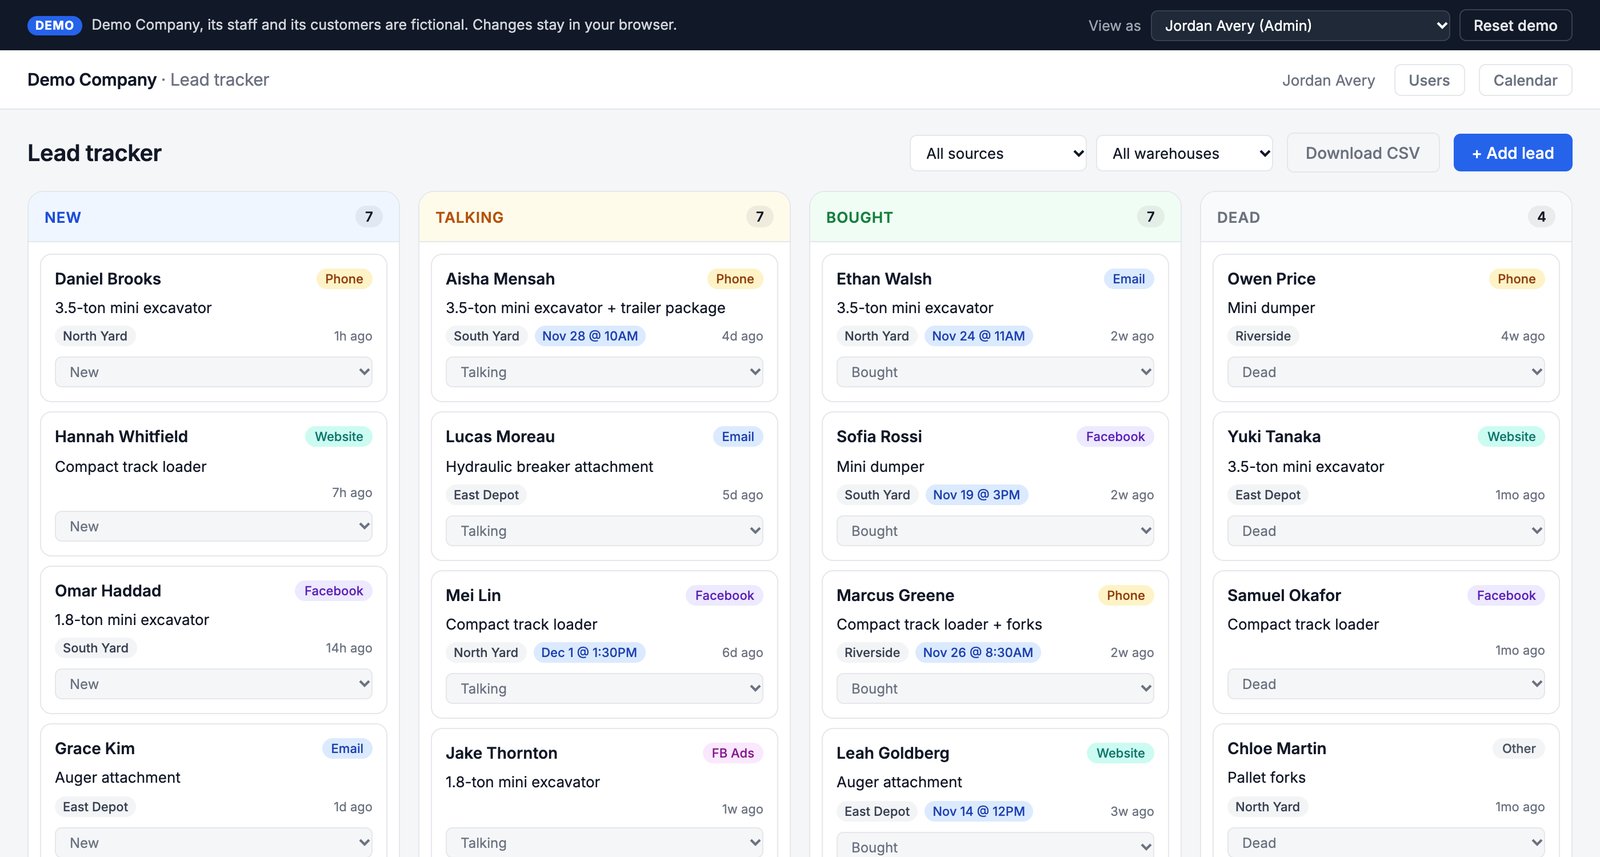 DEMO Demo Company, its staff and its customers are fictional. Changes stay in your browser. View as Jordan Avery (Admin) Reset demo
Demo Company · Lead tracker Jordan Avery Users Calendar
Lead tracker All sources All warehouses Download CSV + Add lead
NEW 7
Daniel Brooks Phone
3.5-ton mini excavator
North Yard 1h ago
New
Hannah Whitfield Website
Compact track loader
7h ago
New
Omar Haddad Facebook
1.8-ton mini excavator
South Yard 14h ago
New
Grace Kim Email
Auger attachment
East Depot 1d ago
New
TALKING 7
Aisha Mensah Phone
3.5-ton mini excavator + trailer package
South Yard Nov 28 @ 10AM 4d ago
Talking
Lucas Moreau Email
Hydraulic breaker attachment
East Depot 5d ago
Talking
Mei Lin Facebook
Compact track loader
North Yard Dec 1 @ 1:30PM 6d ago
Talking
Jake Thornton FB Ads
1.8-ton mini excavator
1w ago
Talking
BOUGHT 7
Ethan Walsh Email
3.5-ton mini excavator
North Yard Nov 24 @ 11AM 2w ago
Bought
Sofia Rossi Facebook
Mini dumper
South Yard Nov 19 @ 3PM 2w ago
Bought
Marcus Greene Phone
Compact track loader + forks
Riverside Nov 26 @ 8:30AM 2w ago
Bought
Leah Goldberg Website
Auger attachment
East Depot Nov 14 @ 12PM 3w ago
Bought
DEAD 4
Owen Price Phone
Mini dumper
Riverside 4w ago
Dead
Yuki Tanaka Website
3.5-ton mini excavator
East Depot 1mo ago
Dead
Samuel Okafor Facebook
Compact track loader
1mo ago
Dead
Chloe Martin Other
Pallet forks
North Yard 1mo ago
Dead